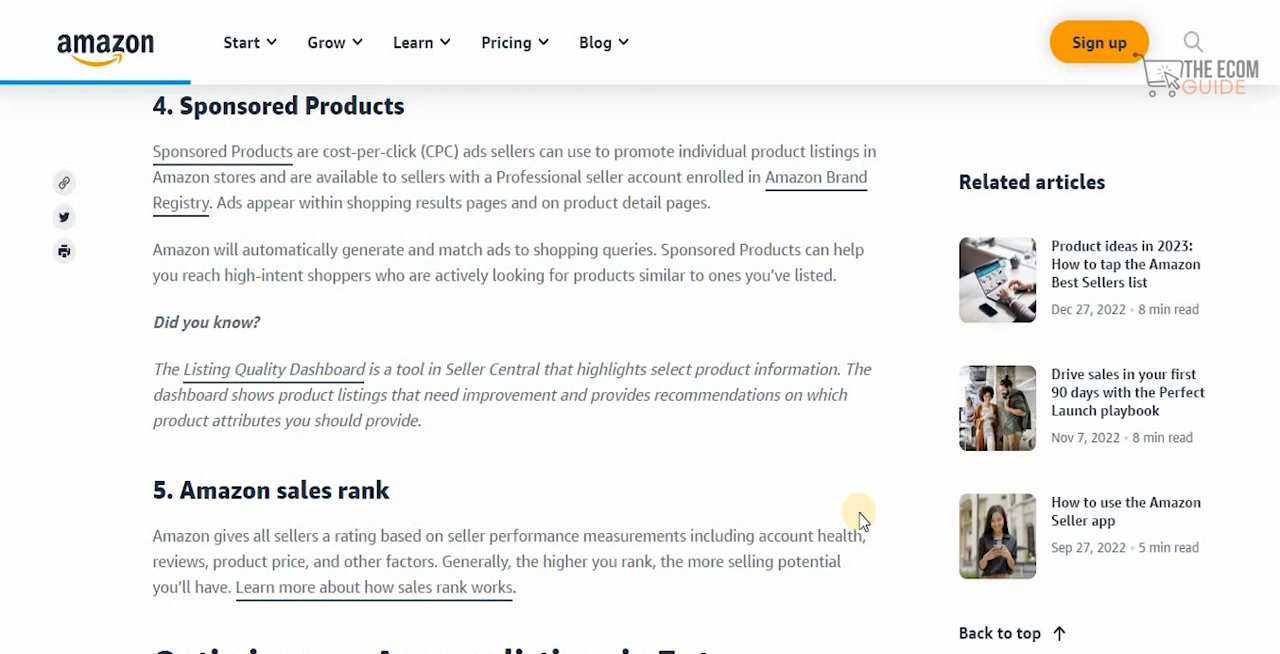 amazon
Start
Grow
Learn
Pricing
Blog
Sign up
THE ECOM
GUIDE
4. Sponsored Products
Sponsored Products are cost-per-click (CPC) ads sellers can use to promote individual product listings in
Amazon stores and are available to sellers with a Professional seller account enrolled in Amazon Brand
Registry. Ads appear within shopping results pages and on product detail pages.
Amazon will automatically generate and match ads to shopping queries. Sponsored Products can help
you reach high-intent shoppers who are actively looking for products similar to ones you’ve listed.
Did you know?
The Listing Quality Dashboard is a tool in Seller Central that highlights select product information. The
dashboard shows product listings that need improvement and provides recommendations on which
product attributes you should provide.
5. Amazon sales rank
Amazon gives all sellers a rating based on seller performance measurements including account health,
reviews, product price, and other factors. Generally, the higher you rank, the more selling potential
you’ll have. Learn more about how sales rank works.
Related articles
Product ideas in 2023:
How to tap the Amazon
Best Sellers list
Dec 27, 2022 • 8 min read
Drive sales in your first
90 days with the Perfect
Launch playbook
Nov 7, 2022 • 8 min read
How to use the Amazon
Seller app
Sep 27, 2022 • 5 min read
Back to top